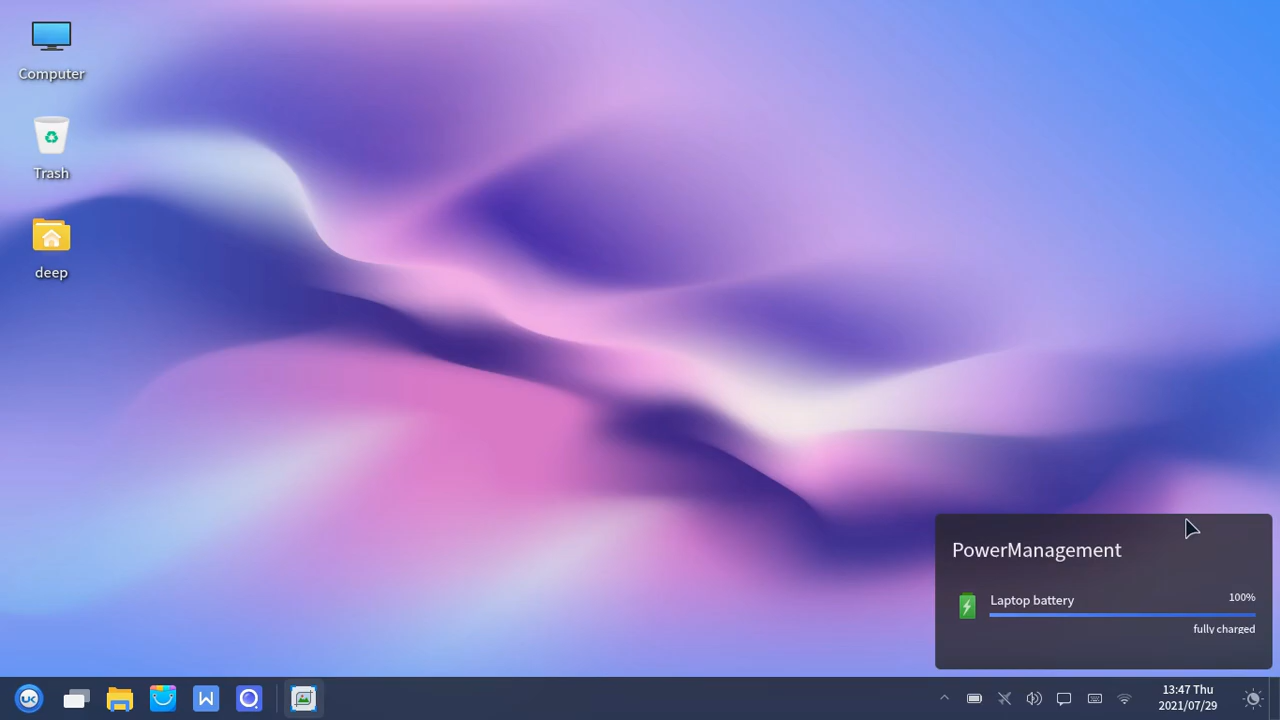 Computer
Trash
deep
PowerManagement
Laptop battery 100%
fully charged
13:47 Thu
2021/07/29